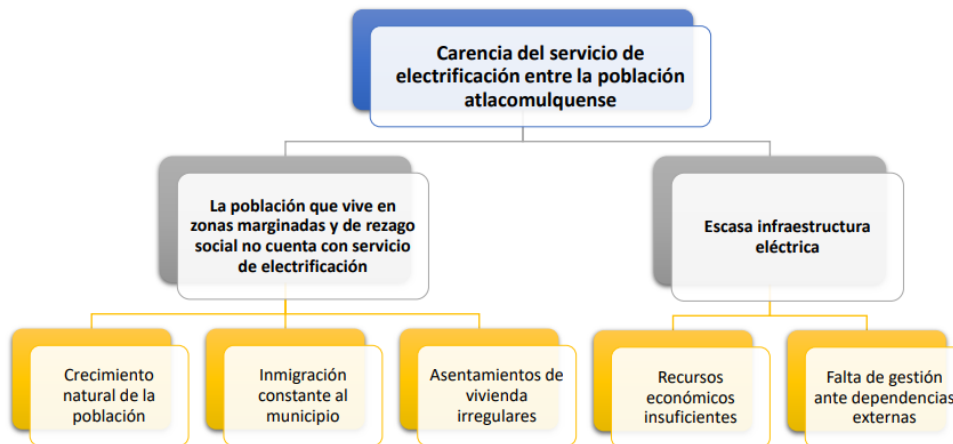 Carencia del servicio de
electrificación entre la población
atlacomulquense
La población que vive en
zonas marginadas y de rezago
social no cuenta con servicio
de electrificación
Escasa infraestructura
eléctrica
Crecimiento
natural de la
población
Inmigración
constante al
municipio
Asentamientos de
vivienda
irregulares
Recursos
económicos
insuficientes
Falta de gestión
ante dependencias
externas